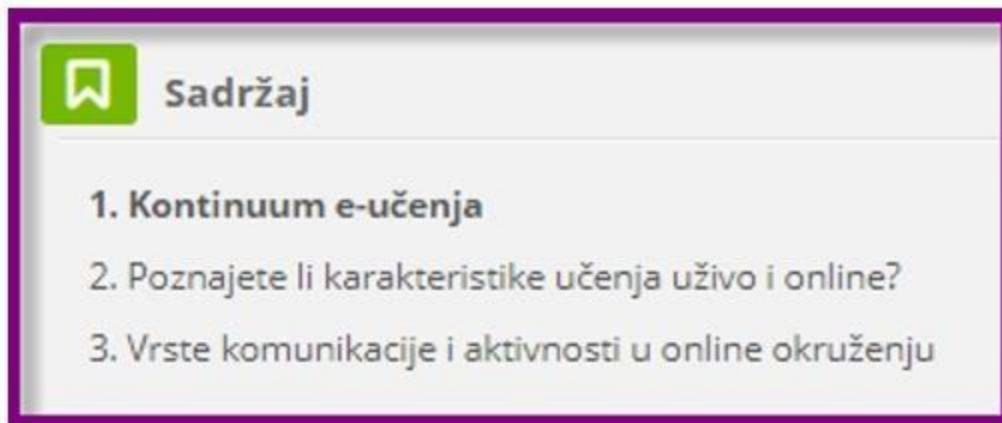 Sadržaj
1. Kontinuum e-učenja
2. Poznajete li karakteristike učenja uživo i online?
3. Vrste komunikacije i aktivnosti u online okruženju